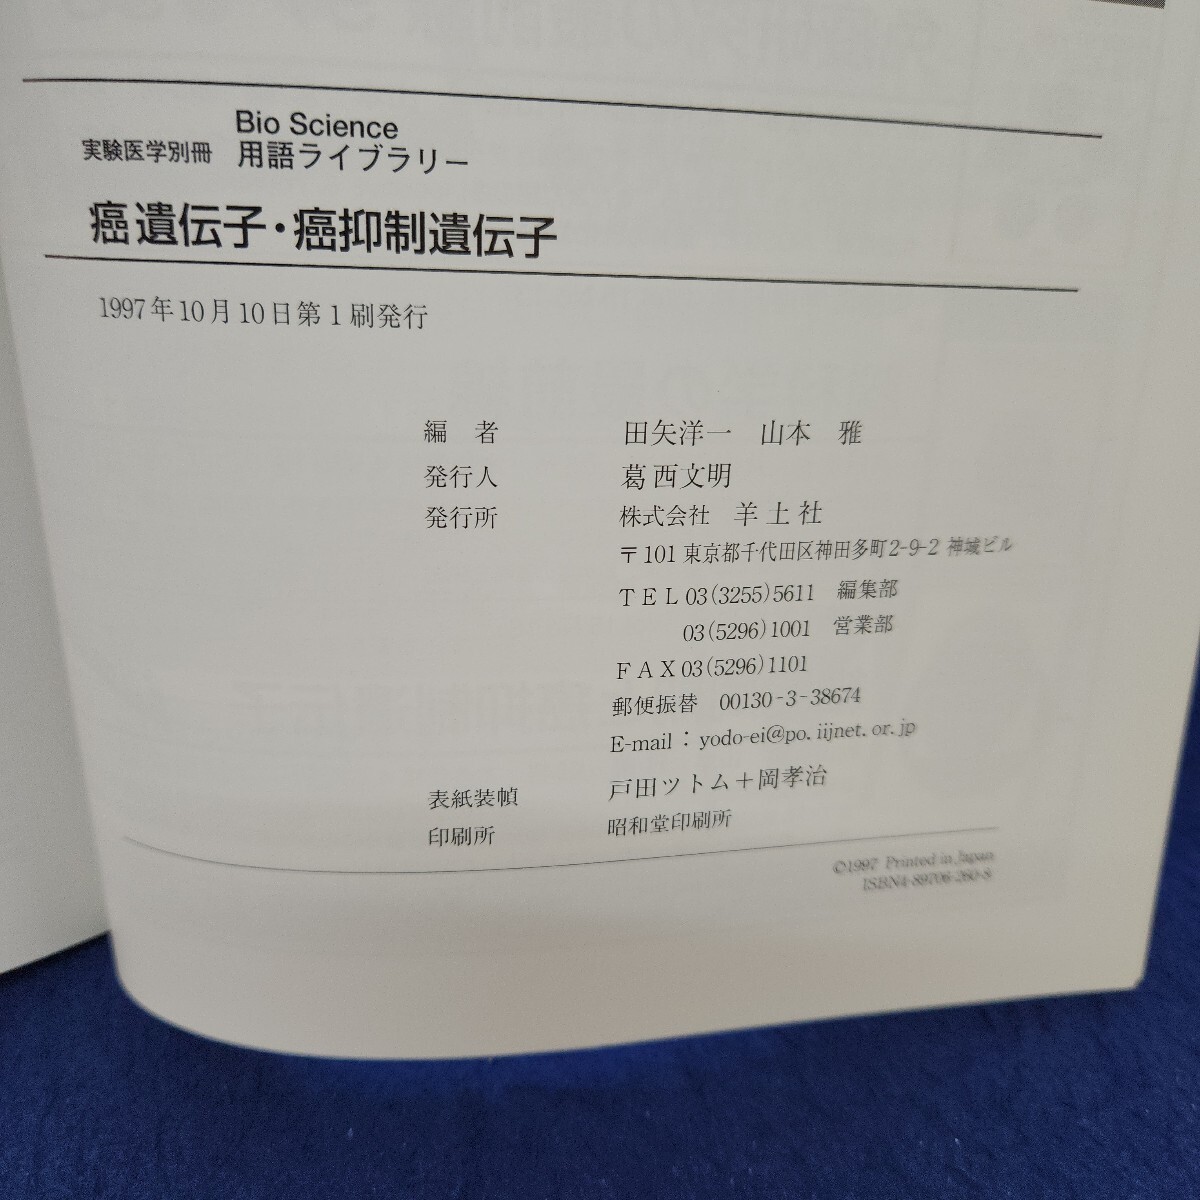 Bio Science
実験医学別冊 用語ライブラリー
癌遺伝子・癌抑制遺伝子
1997年10月10日第1刷発行
編 者 田矢洋一 山本 雅
発行人 葛西文明
発行所 株式会社 羊土社
〒101 東京都千代田区神田多町2-9-2 神城ビル
TEL 03(3255)5611 編集部
03(5296)1001 営業部
FAX 03(5296)1101
郵便振替 00130-3-38674
E-mail：yodo-ei@po.iijnet.or.jp
表紙装幀 戸田ツトム＋岡孝治
印刷所 昭和堂印刷所
©1997 Printed in Japan
ISBN4-89706-260-8